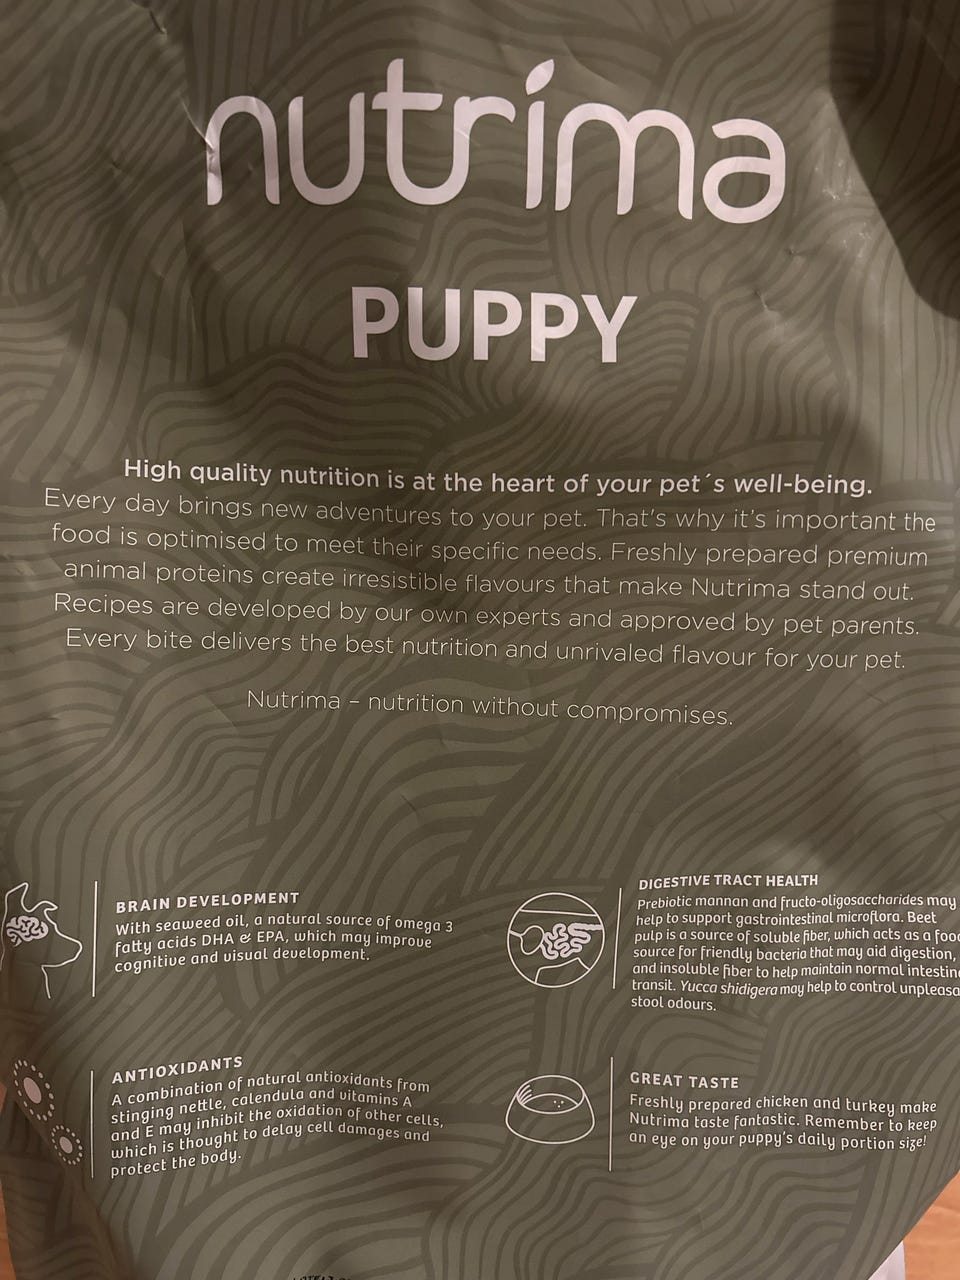 nutrima
PUPPY
High quality nutrition is at the heart of your pet´s well-being.
Every day brings new adventures to your pet. That's why it's important the
food is optimised to meet their specific needs. Freshly prepared premium
animal proteins create irresistible flavours that make Nutrima stand out.
Recipes are developed by our own experts and approved by pet parents.
Every bite delivers the best nutrition and unrivaled flavour for your pet.
Nutrima – nutrition without compromises.
BRAIN DEVELOPMENT
With seaweed oil, a natural source of omega 3
fatty acids DHA & EPA, which may improve
cognitive and visual development.
DIGESTIVE TRACT HEALTH
Prebiotic mannan and fructo-oligosaccharides may
help to support gastrointestinal microflora. Beet
pulp is a source of soluble fiber, which acts as a foo
source for friendly bacteria that may aid digestion,
and insoluble fiber to help maintain normal intestin
transit. Yucca shidigera may help to control unpleasa
stool odours.
ANTIOXIDANTS
A combination of natural antioxidants from
stinging nettle, calendula and vitamins A
and E may inhibit the oxidation of other cells,
which is thought to delay cell damages and
protect the body.
GREAT TASTE
Freshly prepared chicken and turkey make
Nutrima taste fantastic. Remember to keep
an eye on your puppy's daily portion size!